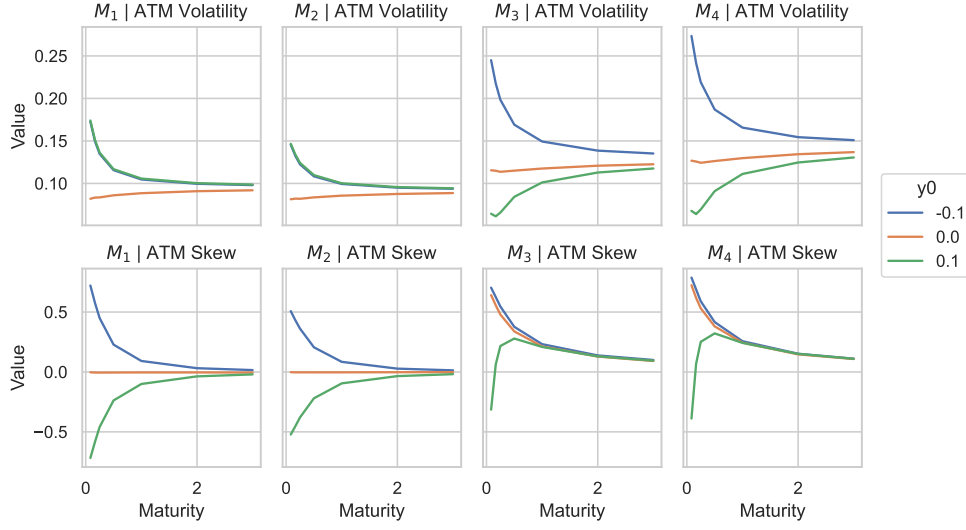 M₁ | ATM Volatility
M₂ | ATM Volatility
M₃ | ATM Volatility
M₄ | ATM Volatility
Value
0.25
0.20
0.15
0.10
y0
-0.1
0.0
0.1
M₁ | ATM Skew
M₂ | ATM Skew
M₃ | ATM Skew
M₄ | ATM Skew
Value
0.5
0.0
−0.5
0 2
0 2
0 2
0 2
Maturity
Maturity
Maturity
Maturity